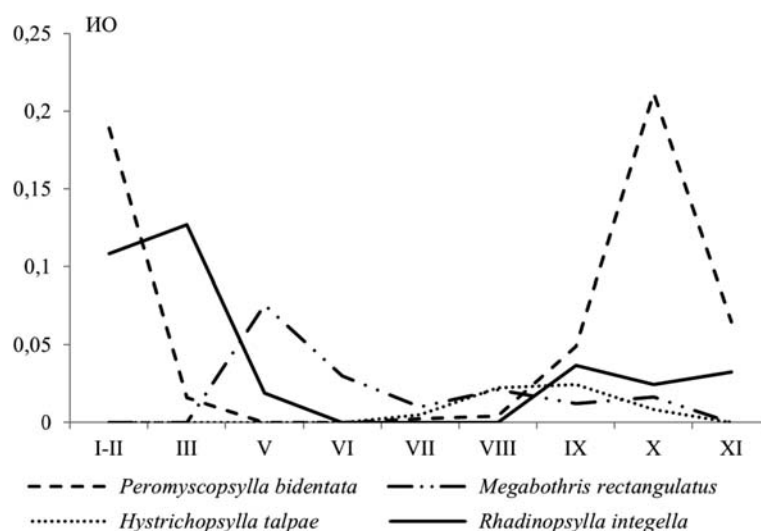 ИО
0,25
0,2
0,15
0,1
0,05
0
I-II III V VI VII VIII IX X XI
Peromyscopsylla bidentata Megabothris rectangulatus
Hystrichopsylla talpae Rhadinopsylla integella